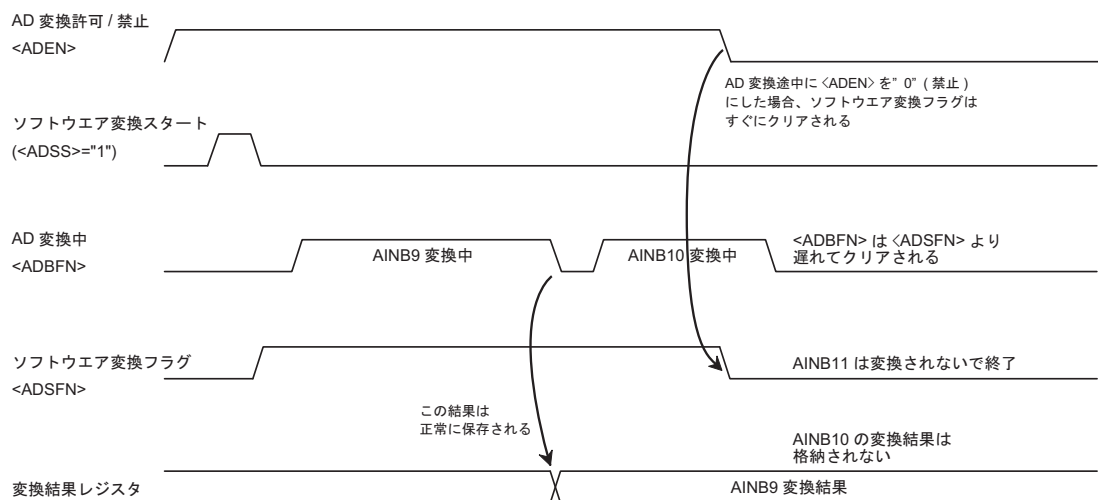 AD 変換許可 / 禁止
<ADEN>
AD 変換途中に <ADEN> を" 0" ( 禁止 )
にした場合、ソフトウエア変換フラグは
すぐにクリアされる
ソフトウエア変換スタート
(<ADSS>="1")
AD 変換中
<ADBFN>
AINB9 変換中
AINB10 変換中
<ADBFN> は <ADSFN> より
遅れてクリアされる
ソフトウエア変換フラグ
<ADSFN>
AINB11 は変換されないで終了
この結果は
正常に保存される
AINB10 の変換結果は
格納されない
変換結果レジスタ
AINB9 変換結果